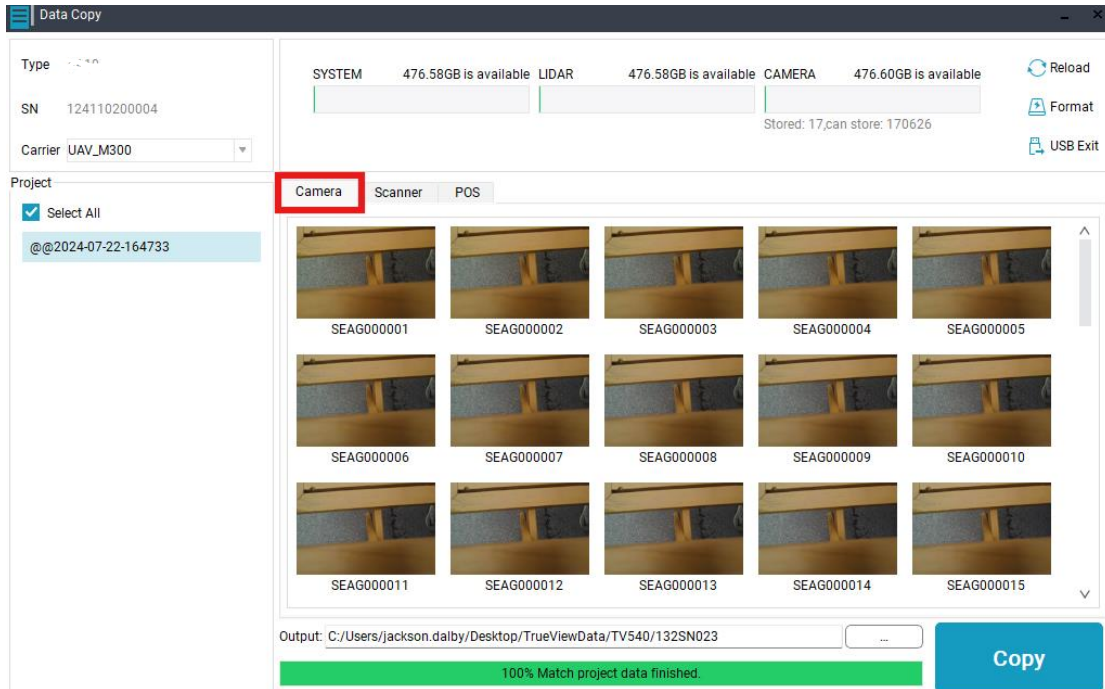 Data Copy
Type
SN 124110200004
Carrier UAV_M300
SYSTEM 476.58GB is available
LIDAR 476.58GB is available
CAMERA 476.60GB is available
Stored: 17,can store: 170626
Reload
Format
USB Exit
Project
Select All
@@2024-07-22-164733
Camera Scanner POS
SEAG000001 SEAG000002 SEAG000003 SEAG000004 SEAG000005
SEAG000006 SEAG000007 SEAG000008 SEAG000009 SEAG000010
SEAG000011 SEAG000012 SEAG000013 SEAG000014 SEAG000015
Output: C:/Users/jackson.dalby/Desktop/TrueViewData/TV540/132SN023 ...
100% Match project data finished.
Copy